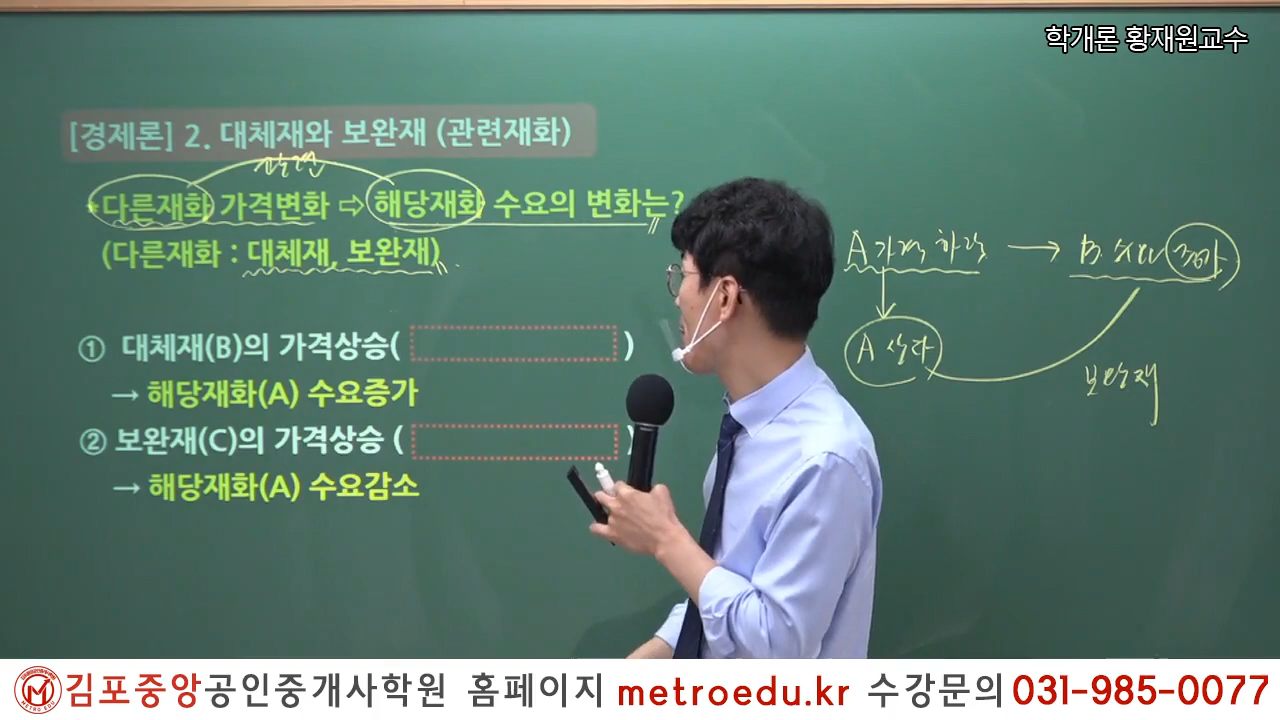 학개론 황재원교수
[경제론] 2. 대체재와 보완재 (관련재화)
관련
다른재화 가격변화 ⇨ 해당재화 수요의 변화는?
(다른재화 : 대체재, 보완재)
① 대체재(B)의 가격상승( )
→ 해당재화(A) 수요증가
② 보완재(C)의 가격상승 ( )
→ 해당재화(A) 수요감소
A 가격 하락 → B. 수요 증가
A
보완재
METRO EDU
김포중앙공인중개사학원 홈페이지 metroedu.kr 수강문의 031-985-0077